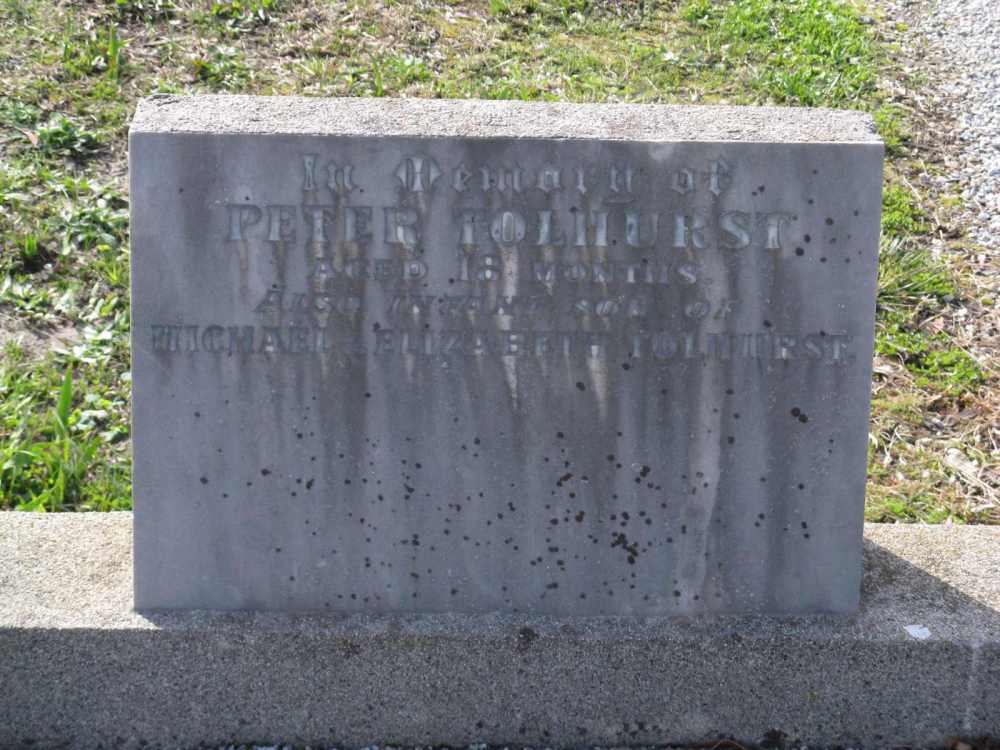 In Memory of
PETER TOLHURST
AGED 18 MONTHS.
ALSO INFANT SON OF
MICHAEL & ELIZABETH TOLHURST.